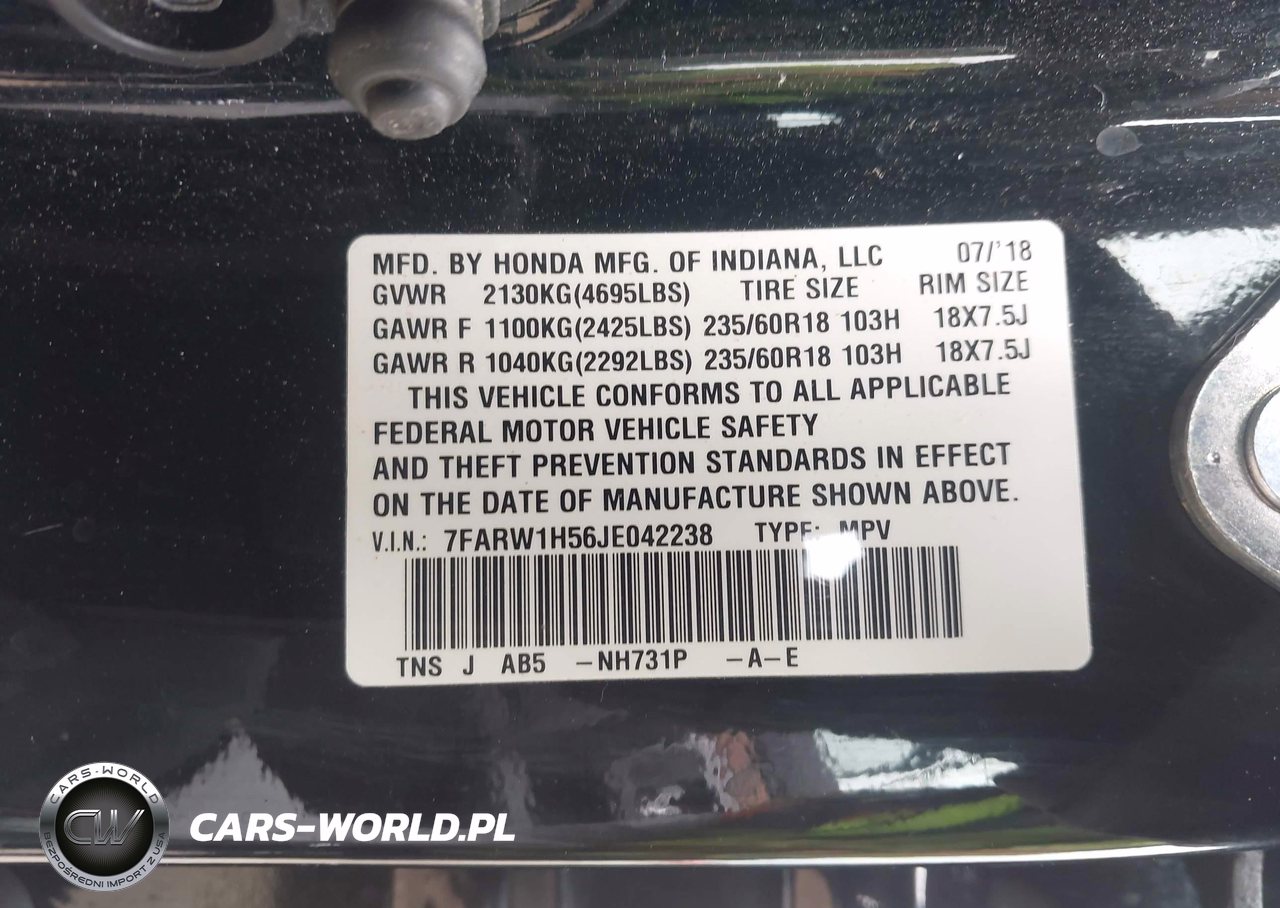 MFD. BY HONDA MFG. OF INDIANA, LLC 07/'18
GVWR 2130KG(4695LBS) TIRE SIZE RIM SIZE
GAWR F 1100KG(2425LBS) 235/60R18 103H 18X7.5J
GAWR R 1040KG(2292LBS) 235/60R18 103H 18X7.5J
THIS VEHICLE CONFORMS TO ALL APPLICABLE
FEDERAL MOTOR VEHICLE SAFETY
AND THEFT PREVENTION STANDARDS IN EFFECT
ON THE DATE OF MANUFACTURE SHOWN ABOVE.
V.I.N.: 7FARW1H56JE042238 TYPE: MPV
TNS J AB5 -NH731P -A-E
CARS-WORLD
CW
BEZPOŚREDNI IMPORT Z USA
CARS-WORLD.PL